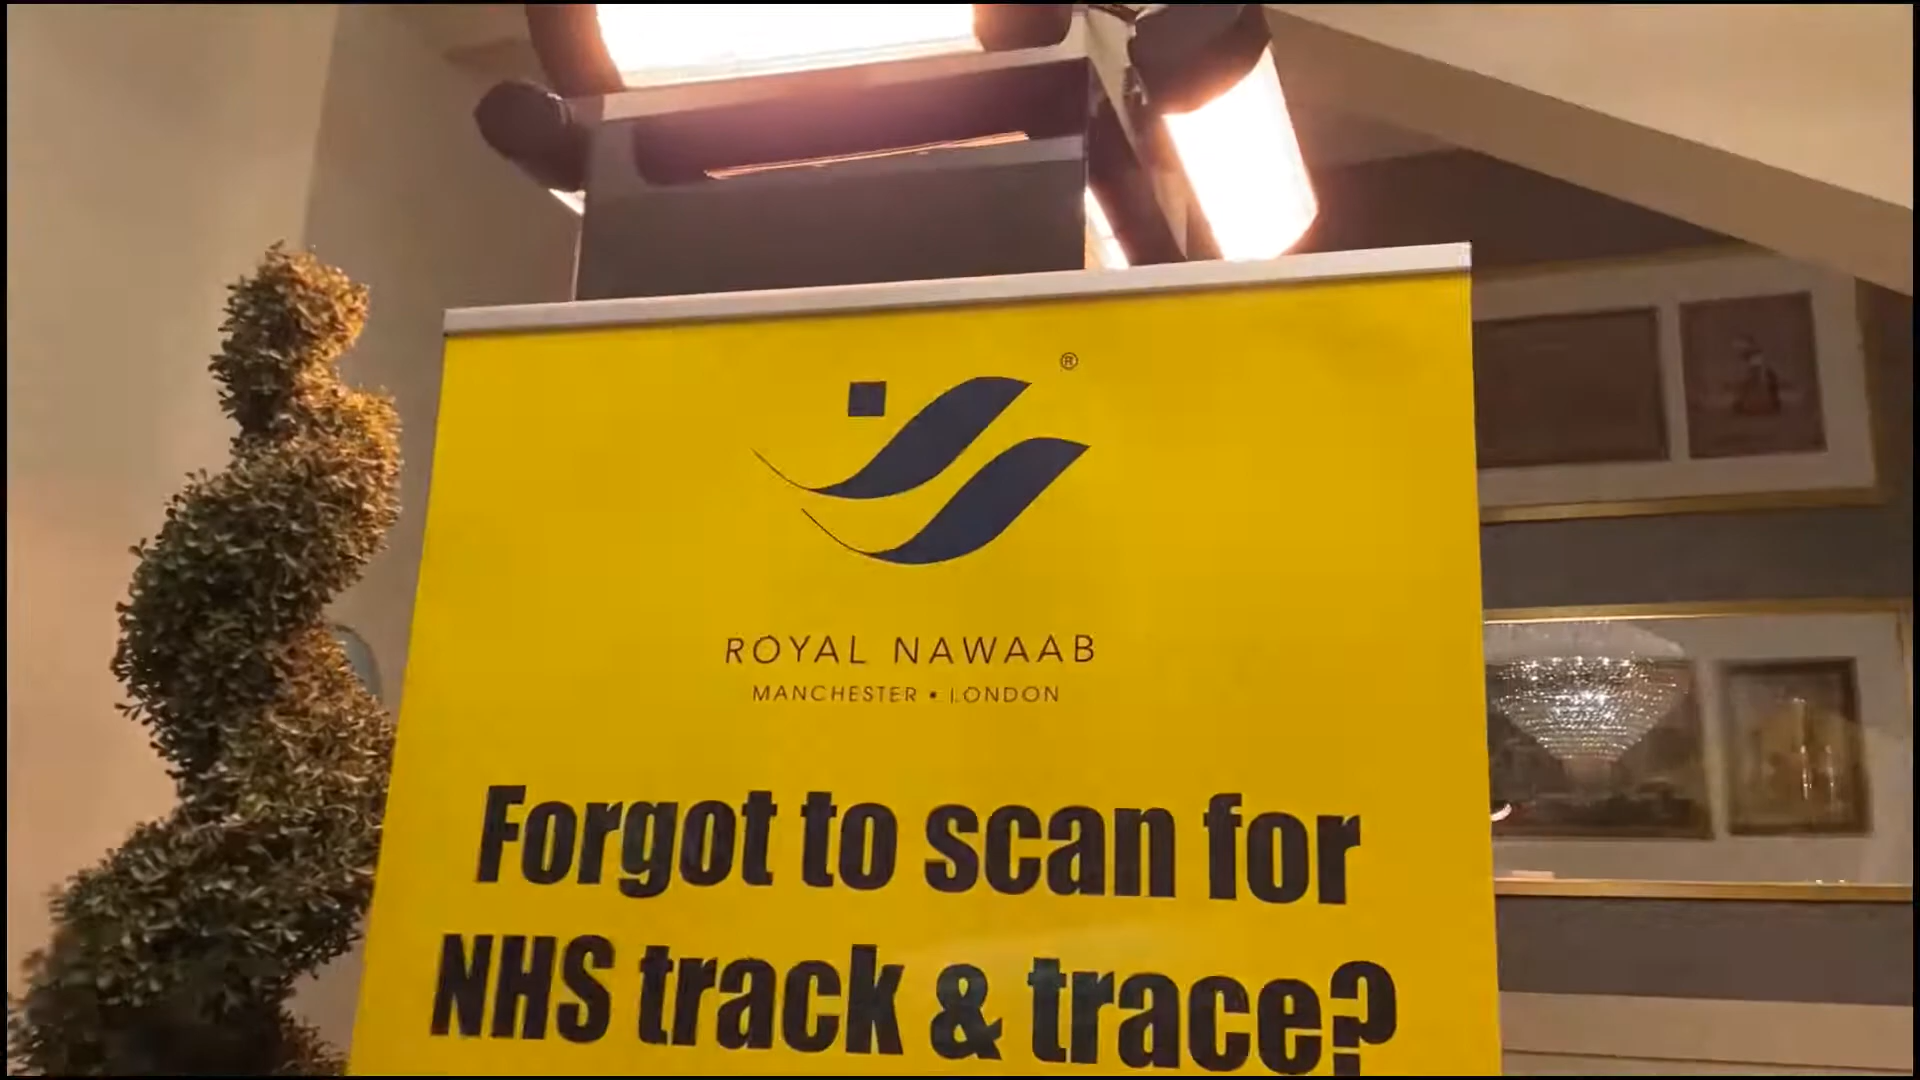 ®
ROYAL NAWAAB
MANCHESTER • LONDON
Forgot to scan for
NHS track & trace?